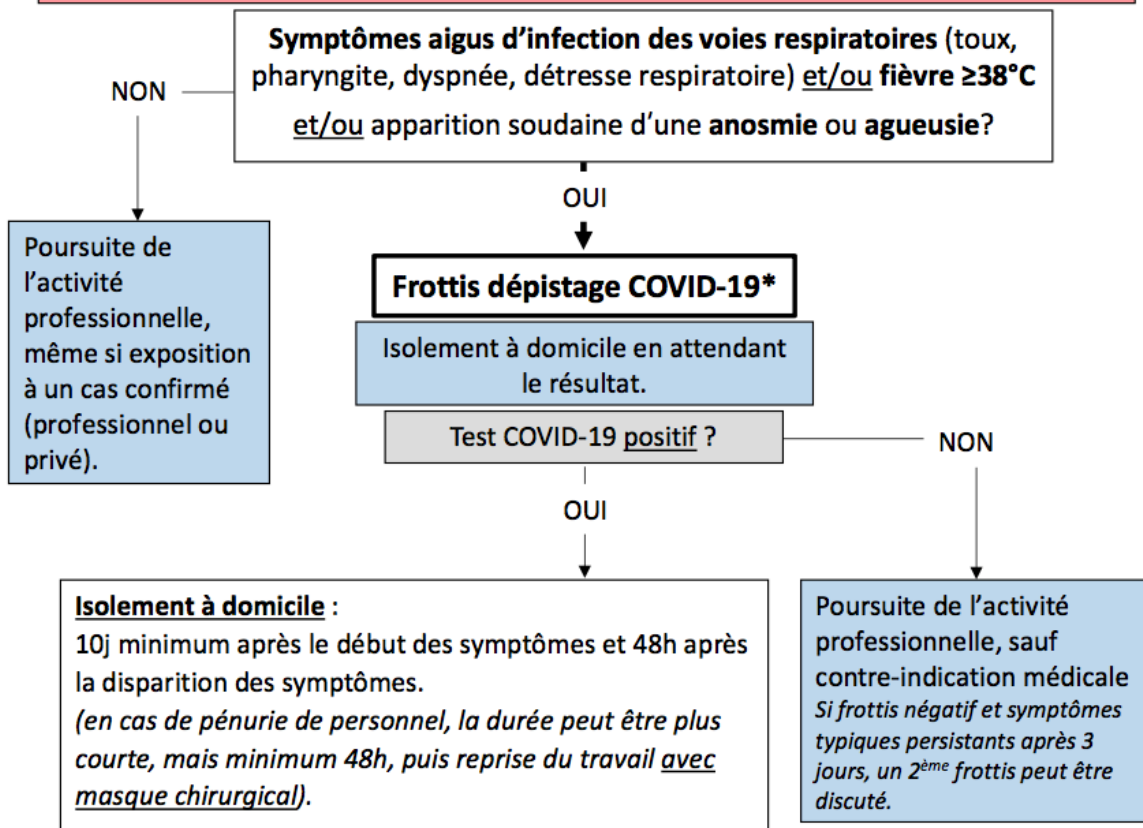 Symptômes aigus d’infection des voies respiratoires (toux,
pharyngite, dyspnée, détresse respiratoire) et/ou fièvre ≥38°C
et/ou apparition soudaine d’une anosmie ou agueusie?
NON
OUI
Poursuite de
l’activité
professionnelle,
même si exposition
à un cas confirmé
(professionnel ou
privé).
Frottis dépistage COVID-19*
Isolement à domicile en attendant
le résultat.
Test COVID-19 positif ?
NON
OUI
Isolement à domicile :
10j minimum après le début des symptômes et 48h après
la disparition des symptômes.
(en cas de pénurie de personnel, la durée peut être plus
courte, mais minimum 48h, puis reprise du travail avec
masque chirurgical).
Poursuite de l’activité
professionnelle, sauf
contre-indication médicale
Si frottis négatif et symptômes
typiques persistants après 3
jours, un 2ème frottis peut être
discuté.